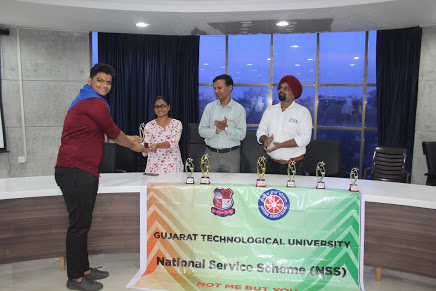 GUJARAT TECHNOLOGICAL UNIVERSITY
National Service Scheme (NSS)
NOT ME BUT YOU